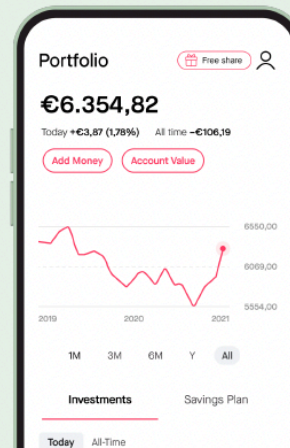 Portfolio
Free share
€6.354,82
Today +€3,87 (1,78%) All time −€106,19
Add Money
Account Value
6550,00
6069,00
5554,00
2019 2020 2021
1M 3M 6M Y All
Investments Savings Plan
Today All-Time